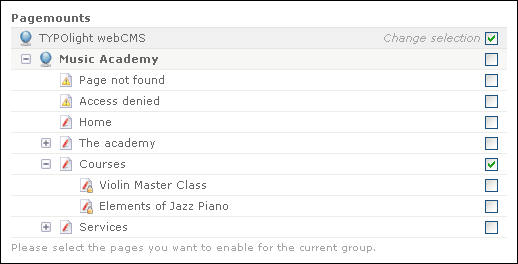 Pagemounts
TYPOlight webCMS Change selection
Music Academy
Page not found
Access denied
Home
The academy
Courses
Violin Master Class
Elements of Jazz Piano
Services
Please select the pages you want to enable for the current group.